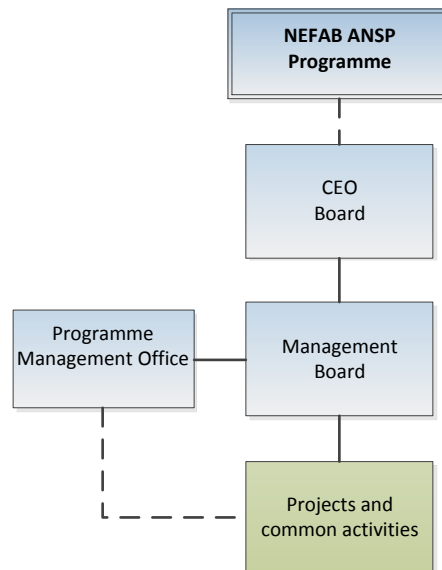 NEFAB ANSP
Programme
CEO
Board
Programme
Management Office
Management
Board
Projects and
common activities